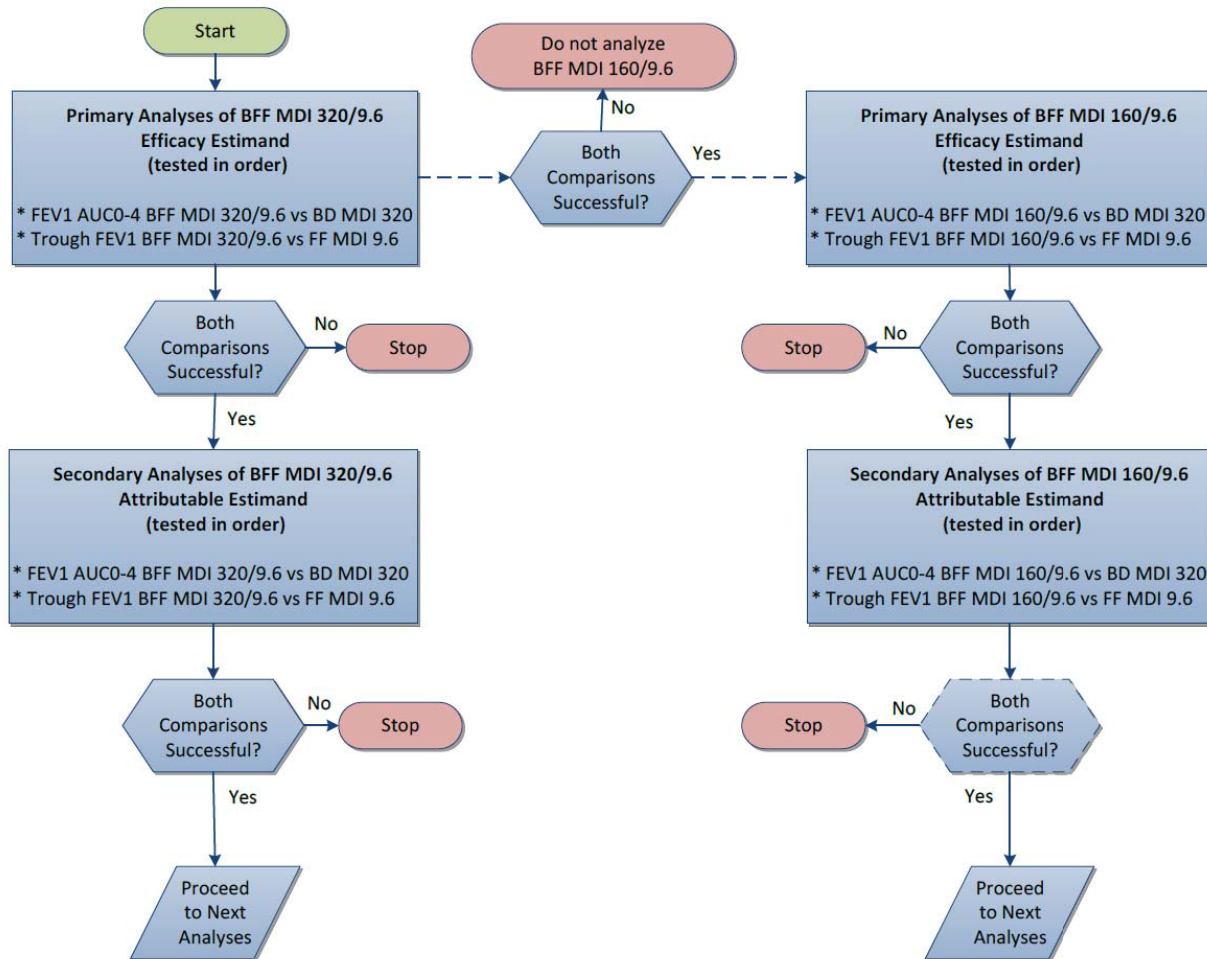 Start
Do not analyze
BFF MDI 160/9.6
No
Primary Analyses of BFF MDI 320/9.6
Efficacy Estimand
(tested in order)
* FEV1 AUC0-4 BFF MDI 320/9.6 vs BD MDI 320
* Trough FEV1 BFF MDI 320/9.6 vs FF MDI 9.6
Both
Comparisons
Successful?
Yes
Primary Analyses of BFF MDI 160/9.6
Efficacy Estimand
(tested in order)
* FEV1 AUC0-4 BFF MDI 160/9.6 vs BD MDI 320
* Trough FEV1 BFF MDI 160/9.6 vs FF MDI 9.6
Both
Comparisons
Successful?
No
Stop
Yes
Stop
No
Both
Comparisons
Successful?
Yes
Secondary Analyses of BFF MDI 320/9.6
Attributable Estimand
(tested in order)
* FEV1 AUC0-4 BFF MDI 320/9.6 vs BD MDI 320
* Trough FEV1 BFF MDI 320/9.6 vs FF MDI 9.6
Secondary Analyses of BFF MDI 160/9.6
Attributable Estimand
(tested in order)
* FEV1 AUC0-4 BFF MDI 160/9.6 vs BD MDI 320
* Trough FEV1 BFF MDI 160/9.6 vs FF MDI 9.6
Both
Comparisons
Successful?
No
Stop
Yes
Stop
No
Both
Comparisons
Successful?
Yes
Proceed
to Next
Analyses
Proceed
to Next
Analyses